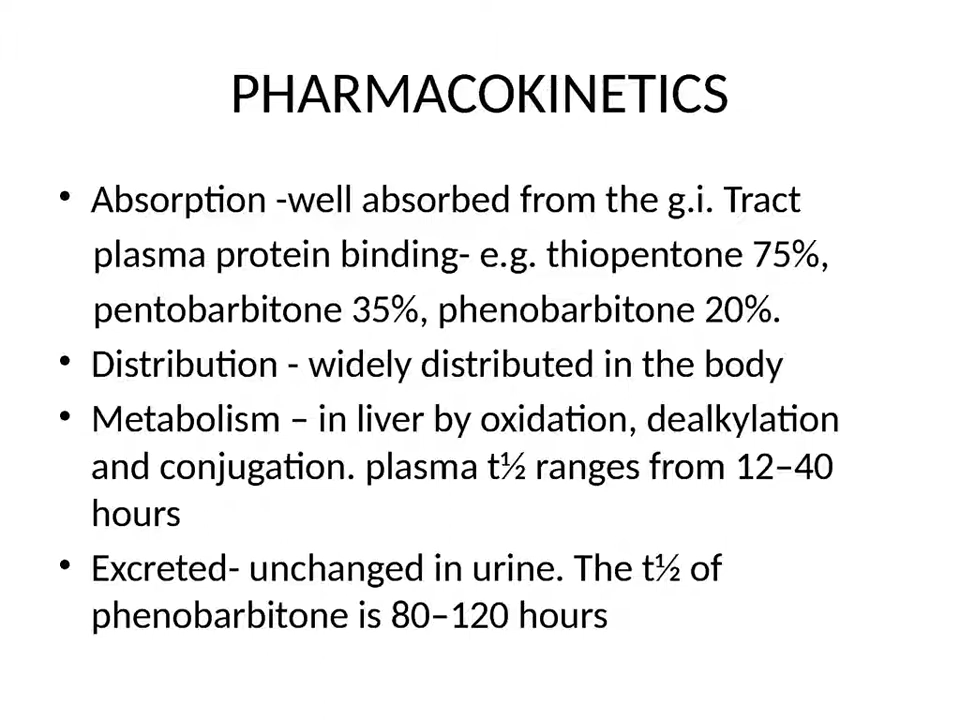 PHARMACOKINETICS
• Absorption -well absorbed from the g.i. Tract
plasma protein binding- e.g. thiopentone 75%,
pentobarbitone 35%, phenobarbitone 20%.
• Distribution - widely distributed in the body
• Metabolism – in liver by oxidation, dealkylation
and conjugation. plasma t½ ranges from 12–40
hours
• Excreted- unchanged in urine. The t½ of
phenobarbitone is 80–120 hours